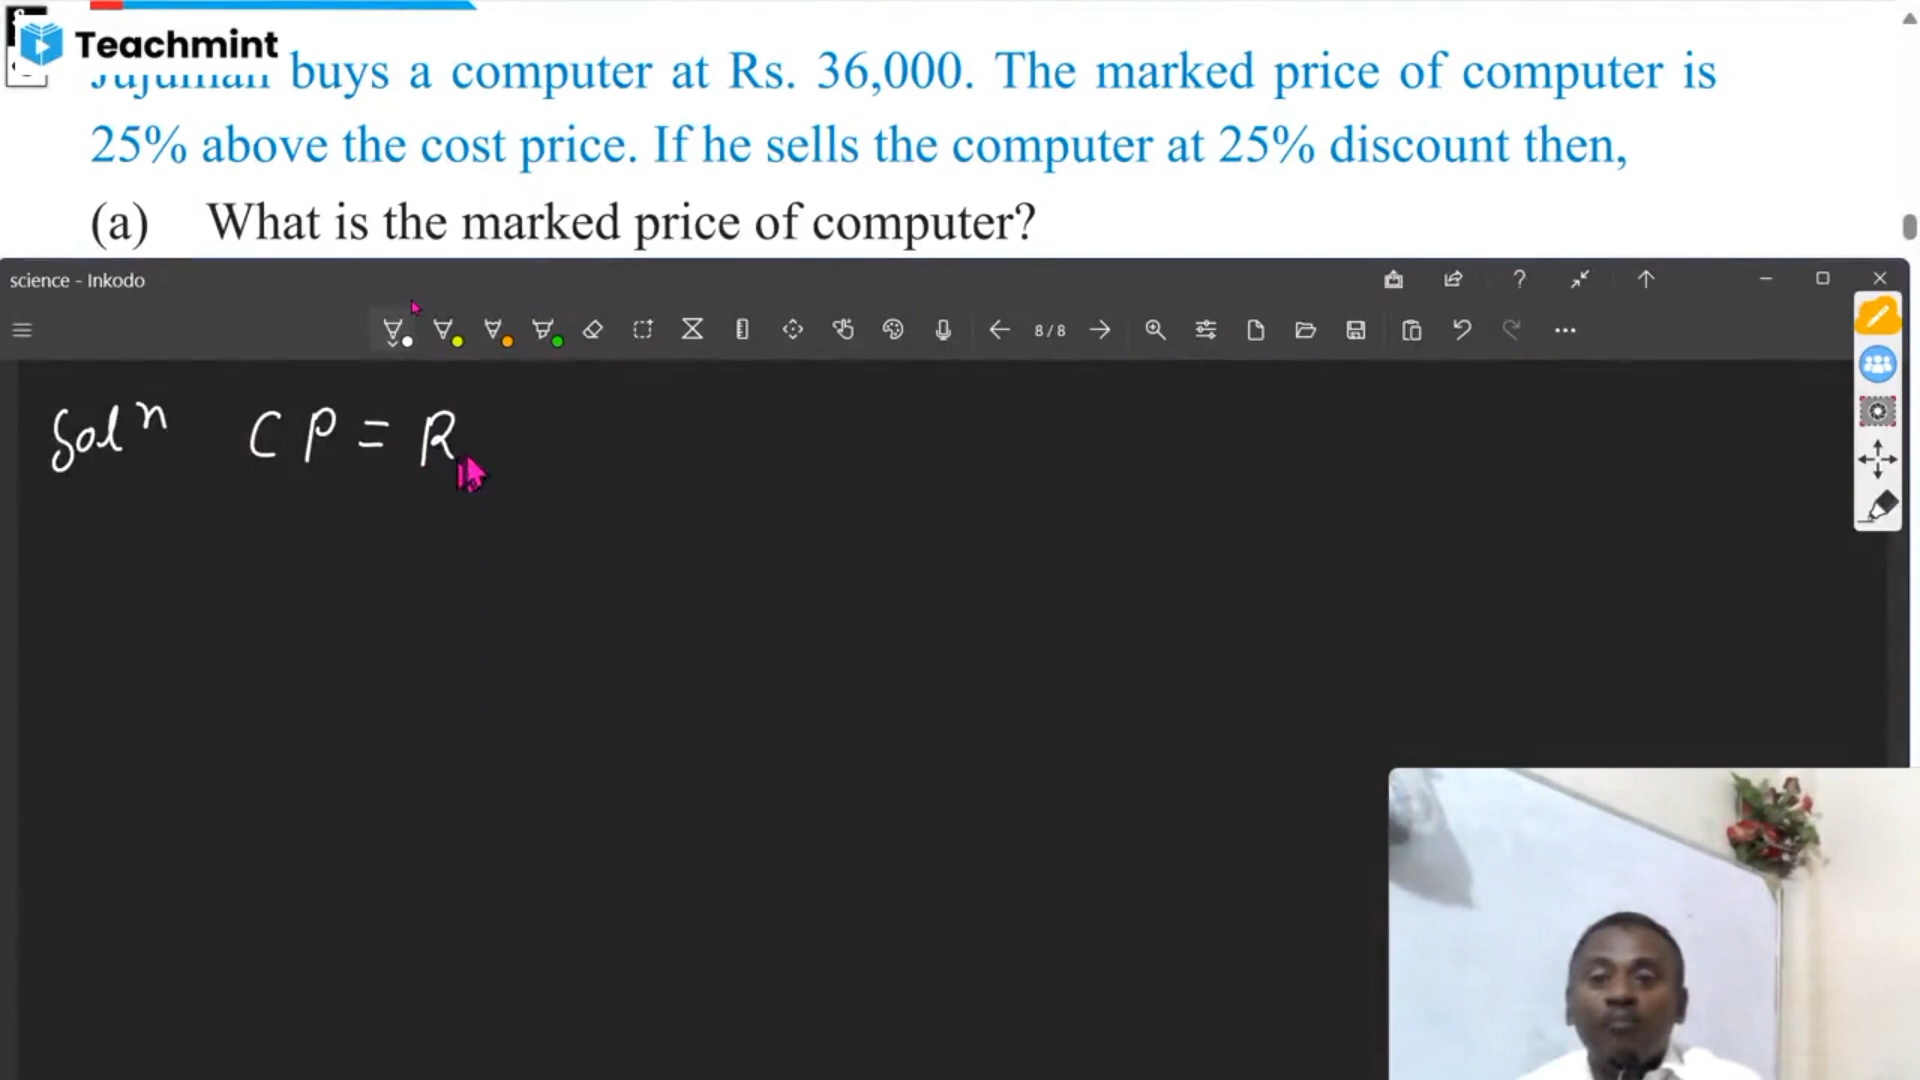 Teachmint
buys a computer at Rs. 36,000. The marked price of computer is
25% above the cost price. If he sells the computer at 25% discount then,
(a) What is the marked price of computer?
science - Inkodo
8/8
Solⁿ CP = R